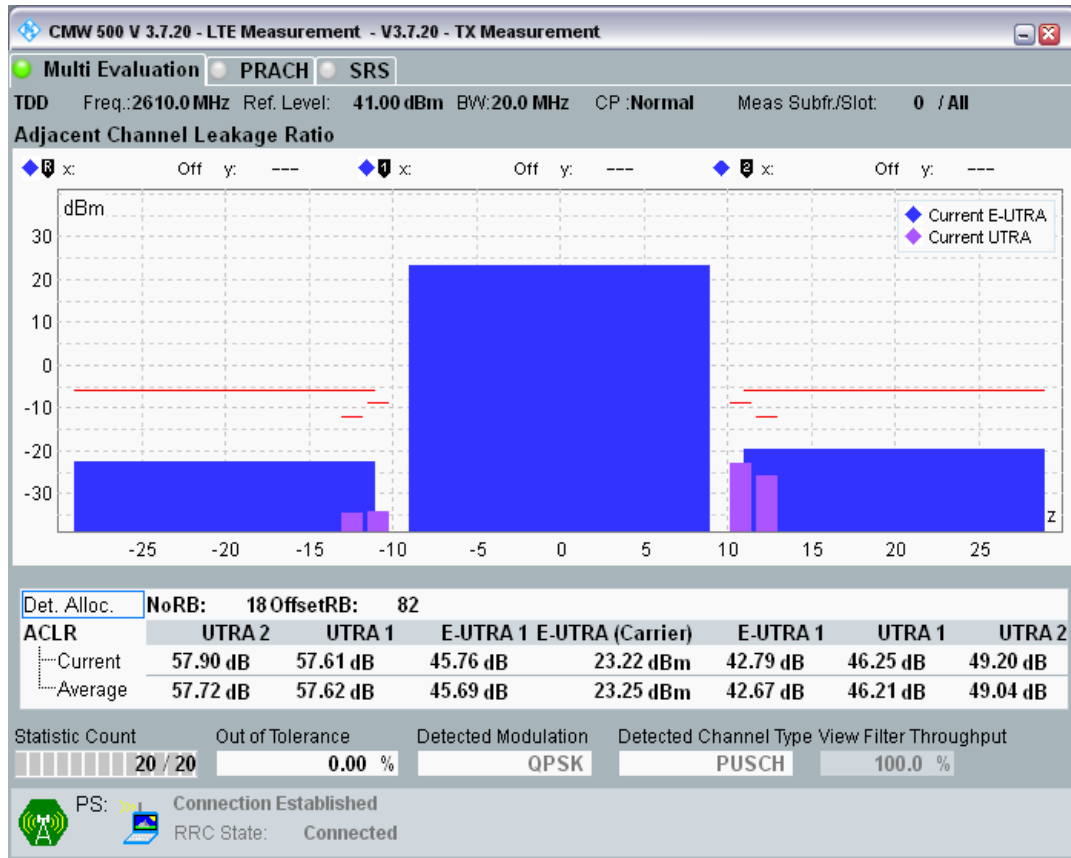 CMW 500 V 3.7.20 - LTE Measurement - V3.7.20 - TX Measurement
Multi Evaluation PRACH SRS
TDD Freq.:2610.0 MHz Ref. Level: 41.00 dBm BW:20.0 MHz CP :Normal Meas Subfr./Slot: 0 / All
Adjacent Channel Leakage Ratio
R x: Off y: --- 1 x: Off y: --- 2 x: Off y: ---
dBm
Current E-UTRA
Current UTRA
30
20
10
0
-10
-20
-30
z
-25 -20 -15 -10 -5 0 5 10 15 20 25
Det. Alloc. NoRB: 18 OffsetRB: 82
ACLR UTRA 2 UTRA 1 E-UTRA 1 E-UTRA (Carrier) E-UTRA 1 UTRA 1 UTRA 2
Current 57.90 dB 57.61 dB 45.76 dB 23.22 dBm 42.79 dB 46.25 dB 49.20 dB
Average 57.72 dB 57.62 dB 45.69 dB 23.25 dBm 42.67 dB 46.21 dB 49.04 dB
Statistic Count Out of Tolerance Detected Modulation Detected Channel Type View Filter Throughput
20 / 20 0.00 % QPSK PUSCH 100.0 %
PS: Connection Established
RRC State: Connected